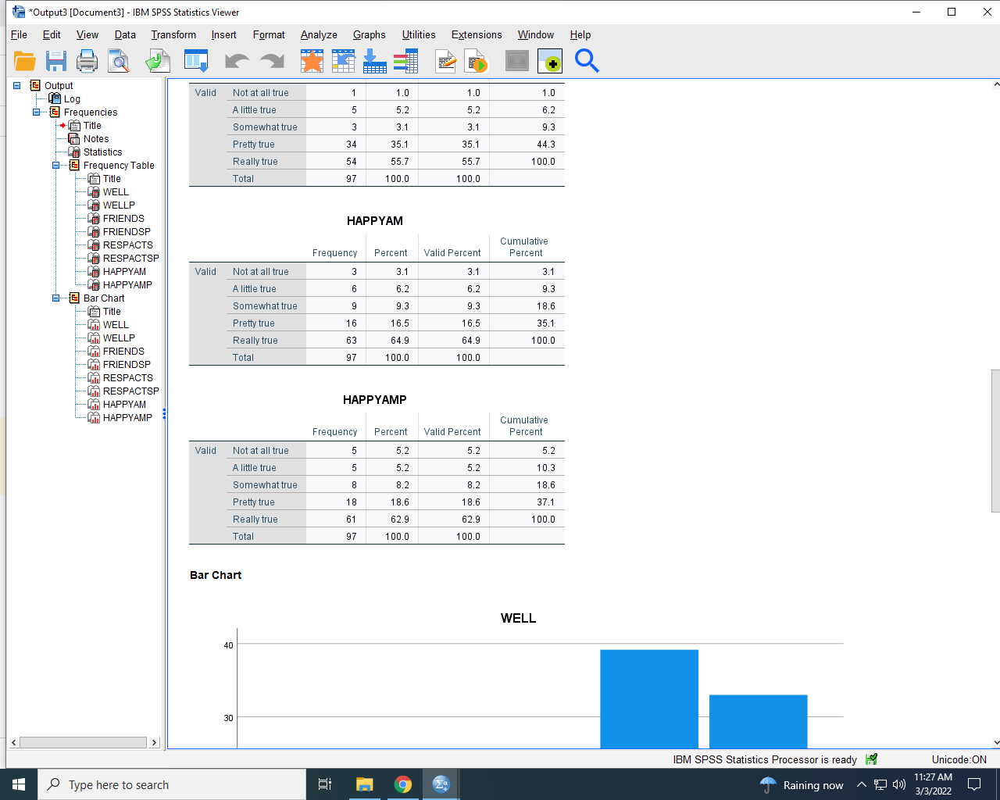 *Output3 [Document3] - IBM SPSS Statistics Viewer
File Edit View Data Transform Insert Format Analyze Graphs Utilities Extensions Window Help
Output
Log
Frequencies
Title
Notes
Statistics
Frequency Table
Title
WELL
WELLP
FRIENDS
FRIENDSP
RESPACTS
RESPACTSP
HAPPYAM
HAPPYAMP
Bar Chart
Title
WELL
WELLP
FRIENDS
FRIENDSP
RESPACTS
RESPACTSP
HAPPYAM
HAPPYAMP
Valid Not at all true 1 1.0 1.0 1.0
A little true 5 5.2 5.2 6.2
Somewhat true 3 3.1 3.1 9.3
Pretty true 34 35.1 35.1 44.3
Really true 54 55.7 55.7 100.0
Total 97 100.0 100.0
HAPPYAM
Frequency Percent Valid Percent Cumulative Percent
Valid Not at all true 3 3.1 3.1 3.1
A little true 6 6.2 6.2 9.3
Somewhat true 9 9.3 9.3 18.6
Pretty true 16 16.5 16.5 35.1
Really true 63 64.9 64.9 100.0
Total 97 100.0 100.0
HAPPYAMP
Frequency Percent Valid Percent Cumulative Percent
Valid Not at all true 5 5.2 5.2 5.2
A little true 5 5.2 5.2 10.3
Somewhat true 8 8.2 8.2 18.6
Pretty true 18 18.6 18.6 37.1
Really true 61 62.9 62.9 100.0
Total 97 100.0 100.0
Bar Chart
WELL
40
30
IBM SPSS Statistics Processor is ready Unicode:ON
Type here to search
Raining now
11:27 AM
3/3/2022